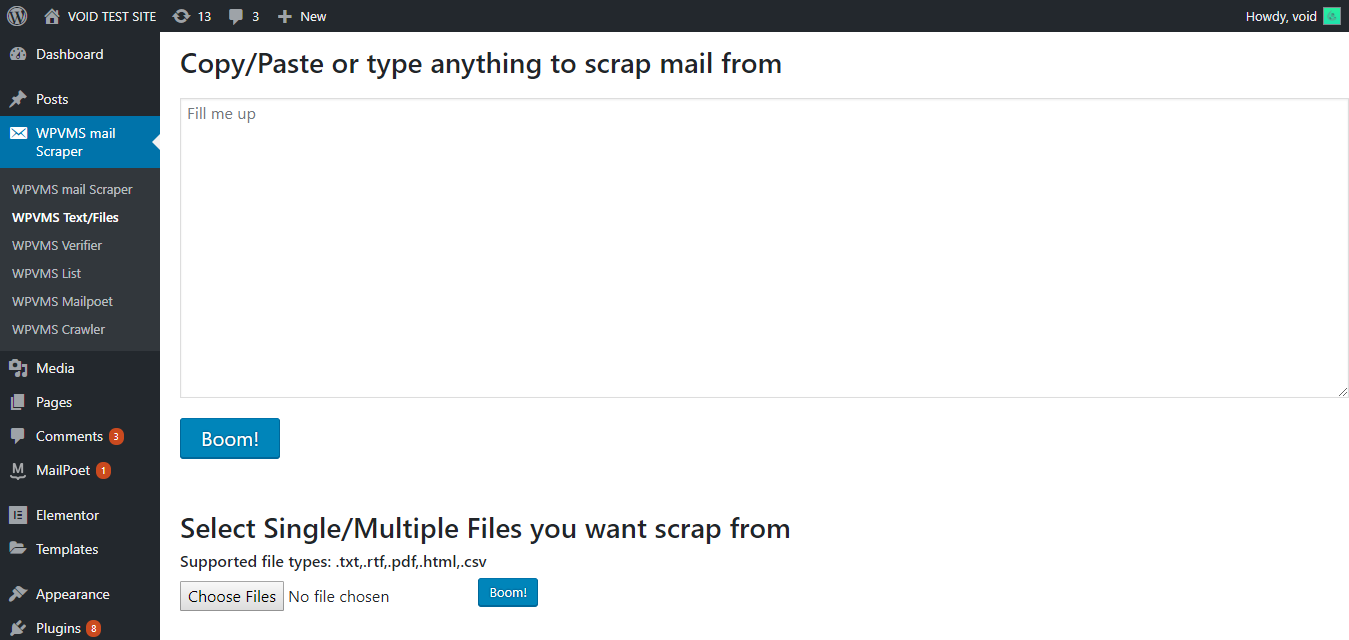 VOID TEST SITE 13 3 New Howdy, void
Dashboard
Posts
WPVMS mail
Scraper
WPVMS mail Scraper
WPVMS Text/Files
WPVMS Verifier
WPVMS List
WPVMS Mailpoet
WPVMS Crawler
Media
Pages
Comments 3
MailPoet 1
Elementor
Templates
Appearance
Plugins 8
Copy/Paste or type anything to scrap mail from
Fill me up
Boom!
Select Single/Multiple Files you want scrap from
Supported file types: .txt,.rtf,.pdf,.html,.csv
Choose Files No file chosen Boom!